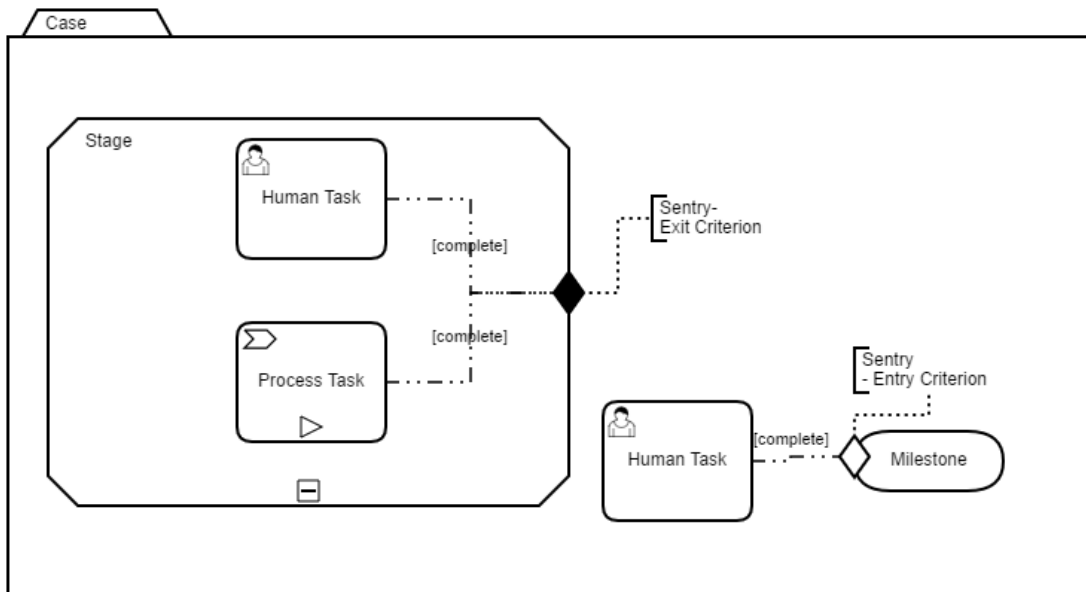 Case
Stage
Human Task
[complete]
Sentry-
Exit Criterion
[complete]
Process Task
Sentry
- Entry Criterion
[complete]
Human Task
Milestone